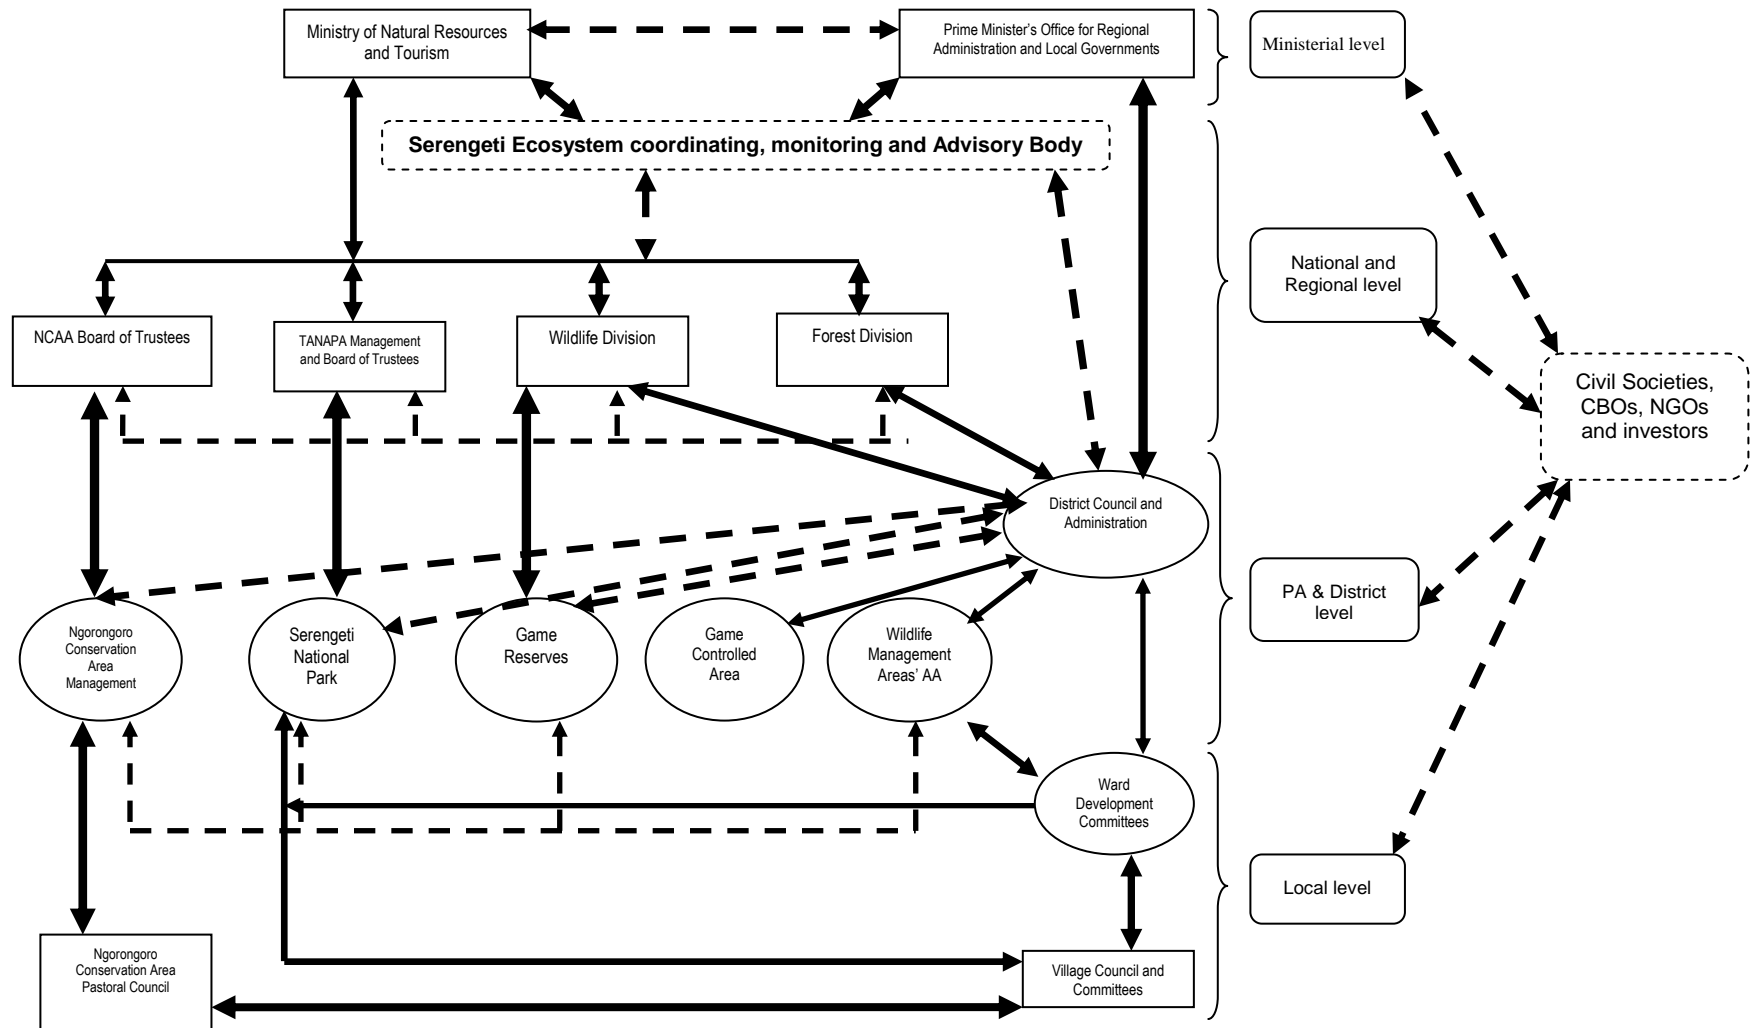 Ministry of Natural Resources
and Tourism
Prime Minister's Office for Regional
Administration and Local Governments
Ministerial level
Serengeti Ecosystem coordinating, monitoring and Advisory Body
National and
Regional level
NCAA Board of Trustees
TANAPA Management
and Board of Trustees
Wildlife Division
Forest Division
Civil Societies,
CBOs, NGOs
and investors
District Council and
Administration
PA & District
level
Ngorongoro
Conservation
Area
Management
Serengeti
National
Park
Game
Reserves
Game
Controlled
Area
Wildlife
Management
Areas' AA
Ward
Development
Committees
Local level
Ngorongoro
Conservation Area
Pastoral Council
Village Council and
Committees